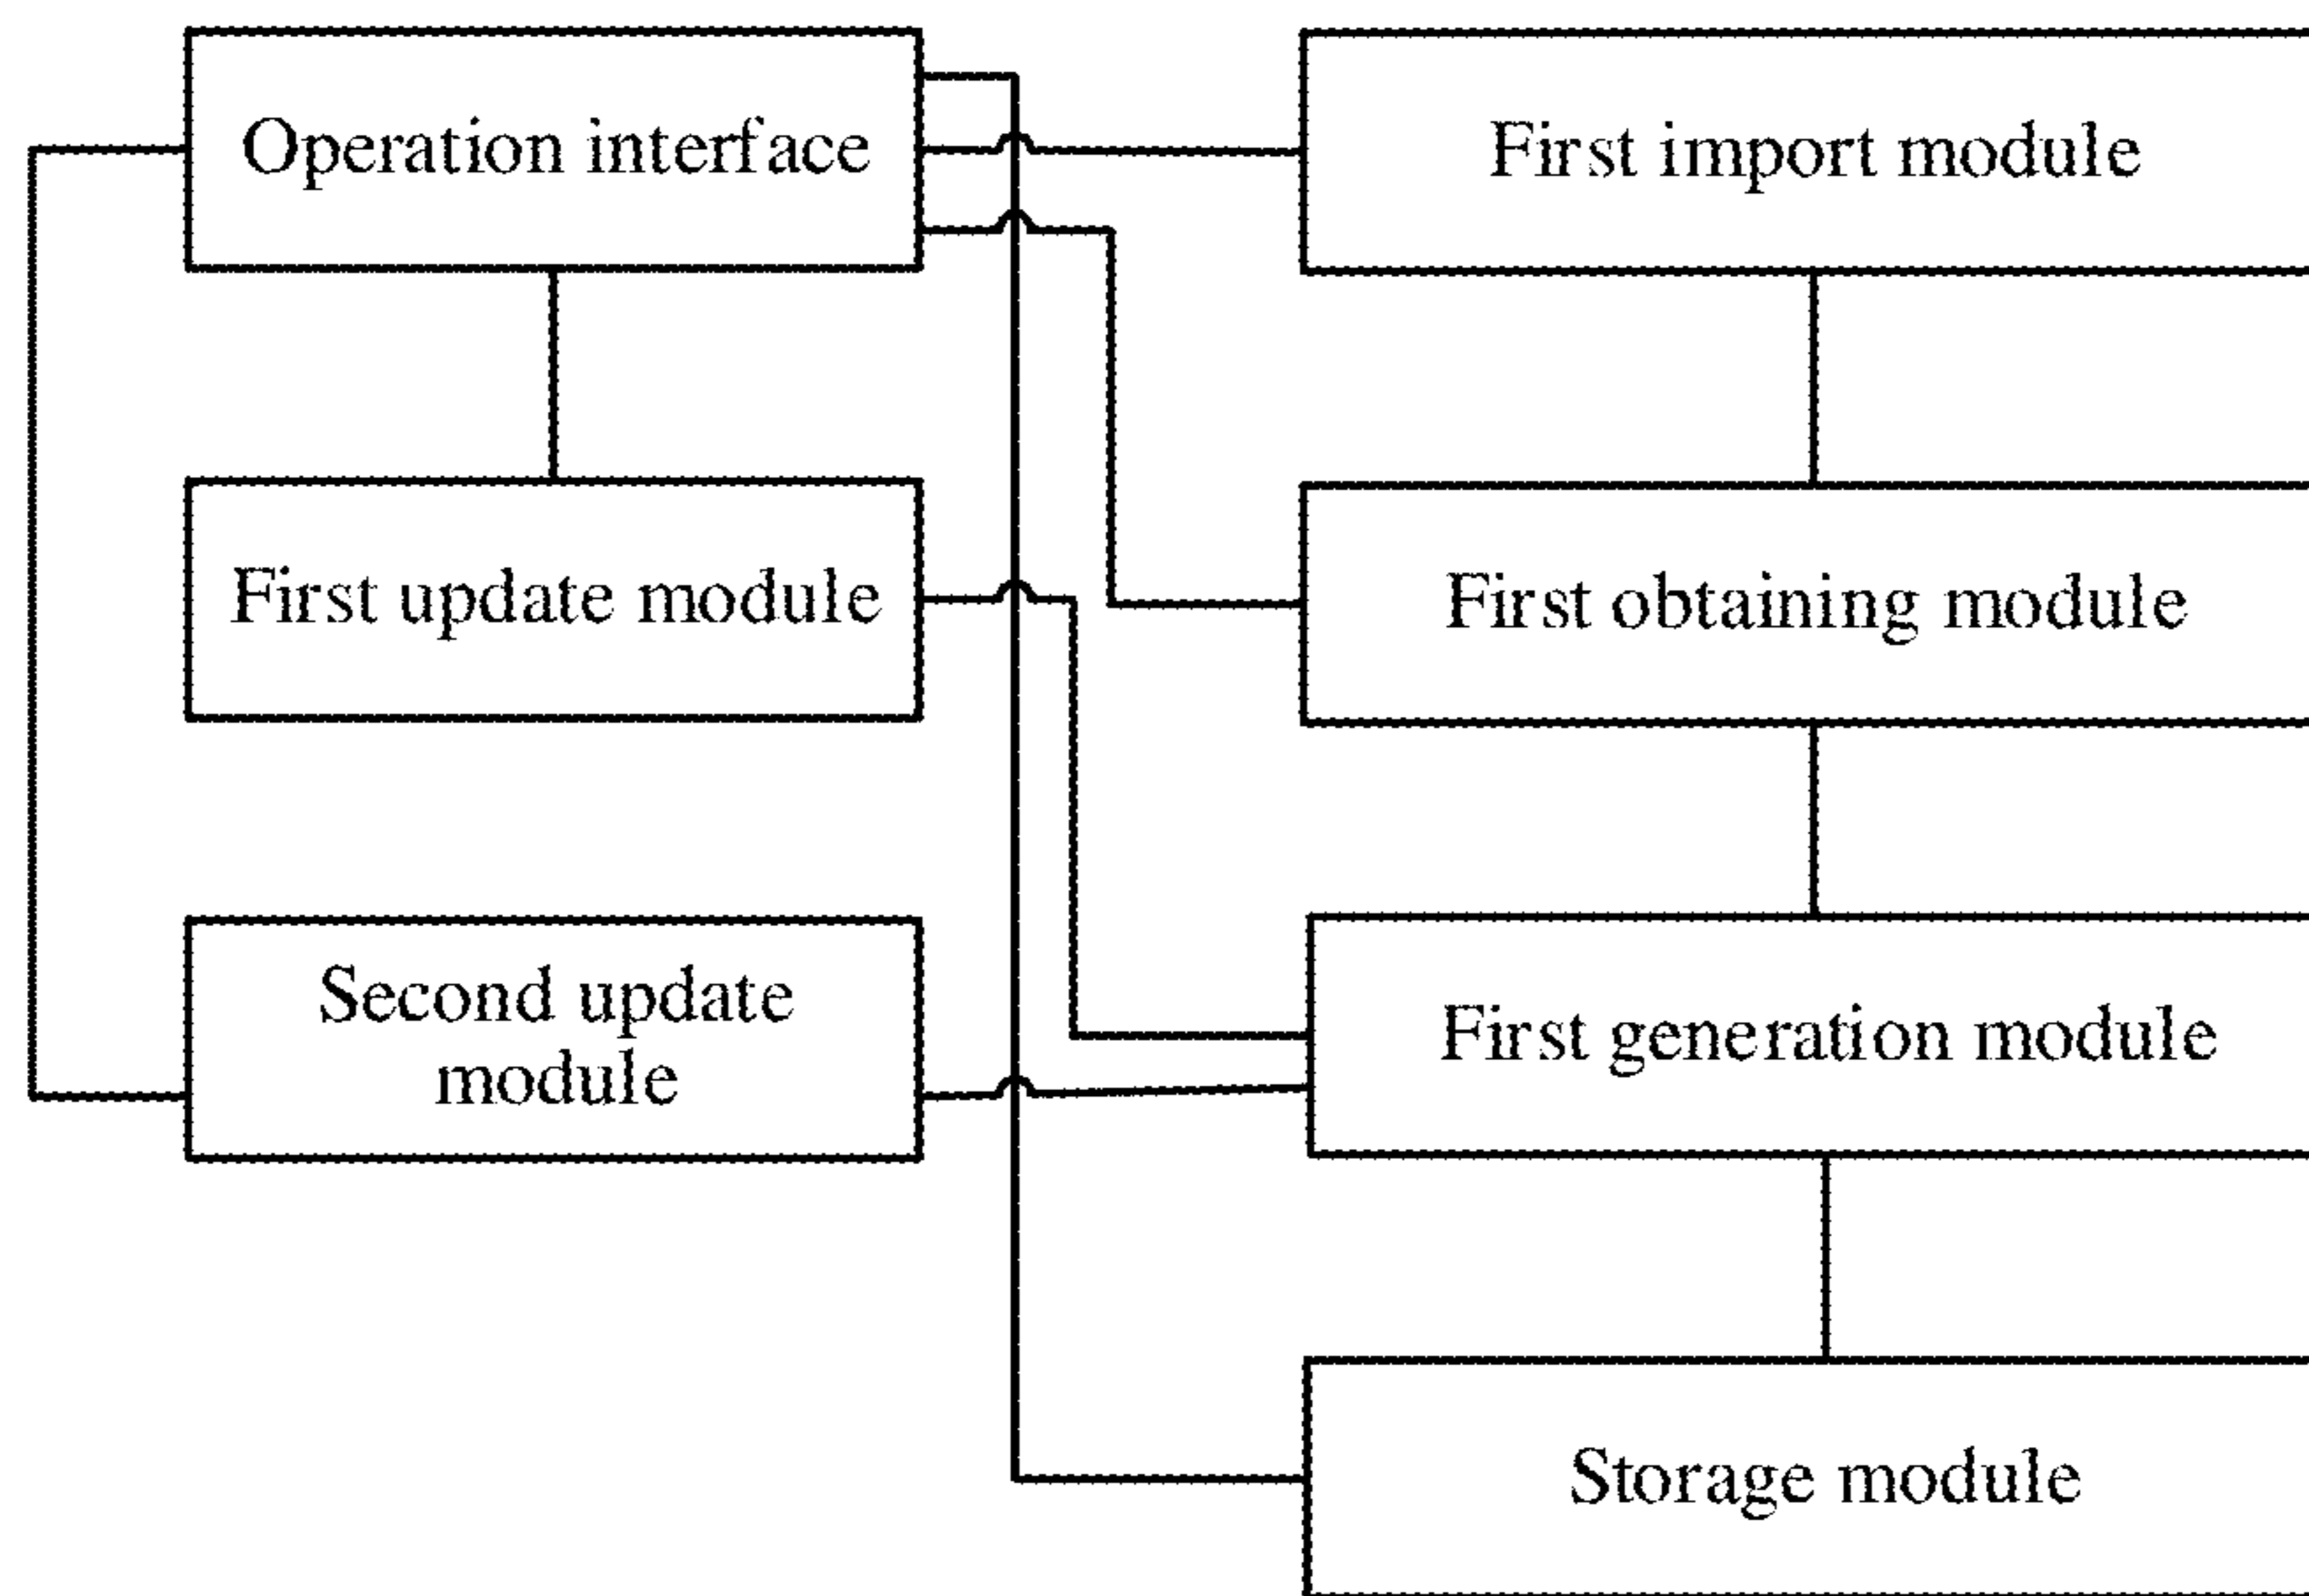 Operation interface
First import module
First update module
First obtaining module
Second update
module
First generation module
Storage module